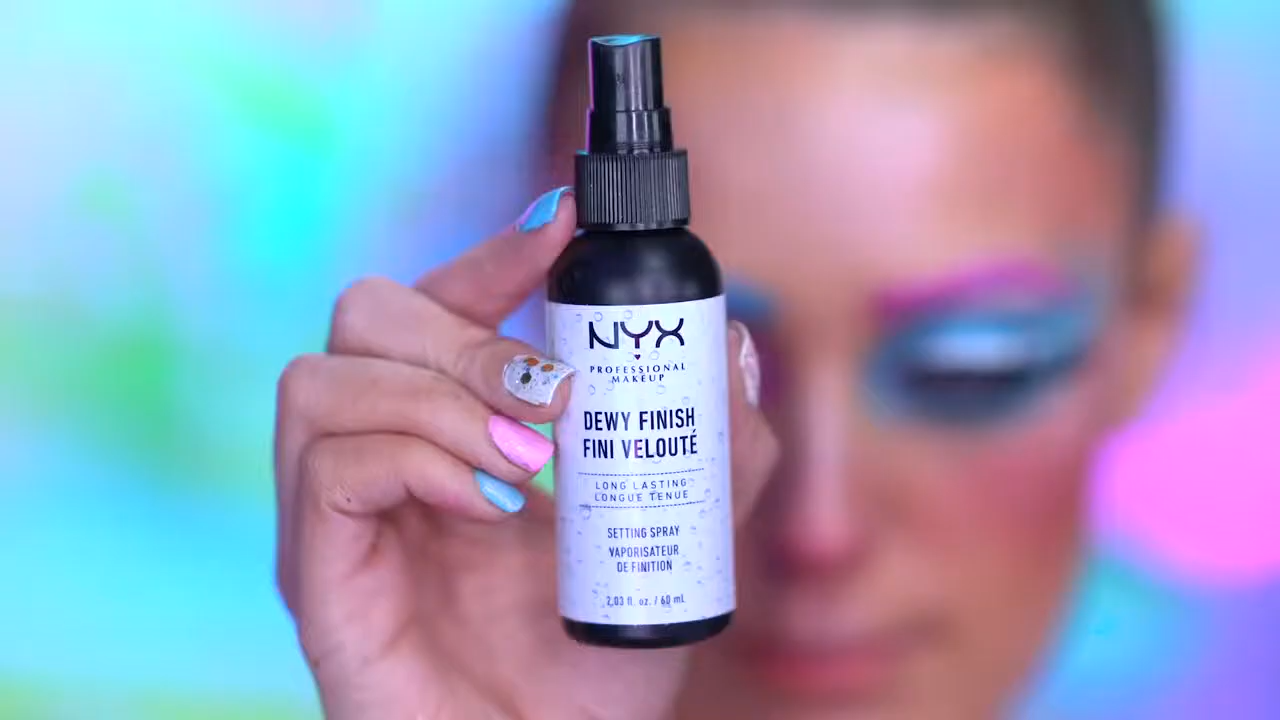 NYX
PROFESSIONAL
MAKEUP
DEWY FINISH
FINI VELOUTÉ
LONG LASTING
LONGUE TENUE
SETTING SPRAY
VAPORISATEUR
DE FINITION
2.03 fl. oz. / 60 mL